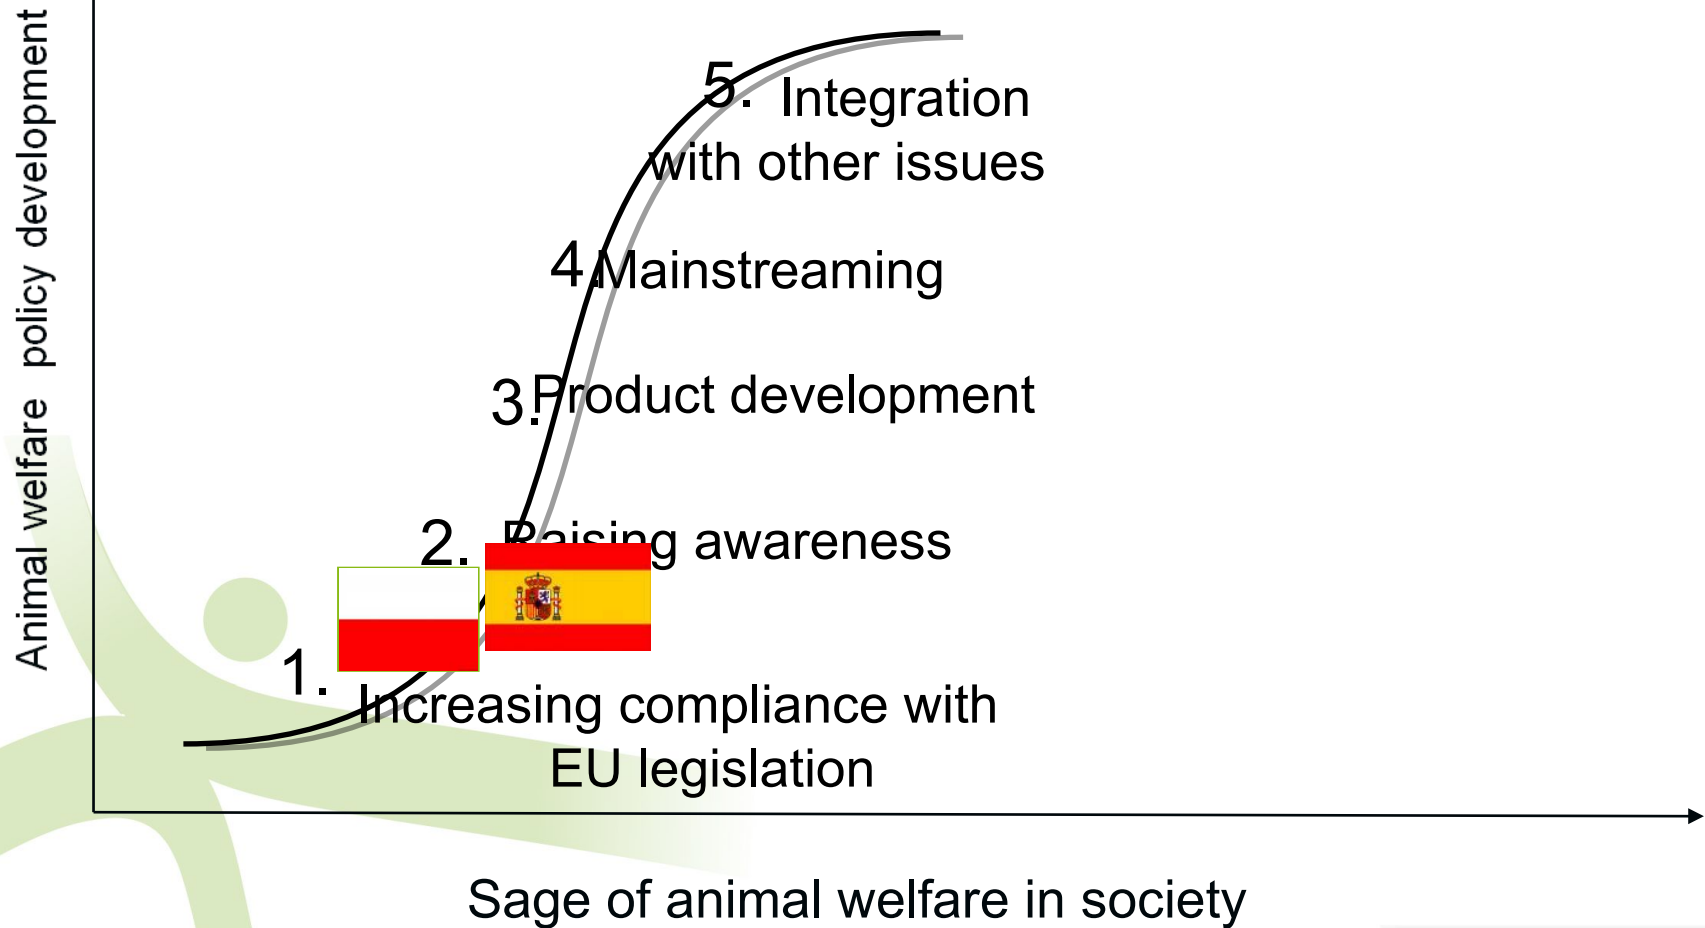 Animal welfare policy development
5. Integration
with other issues
4.Mainstreaming
3.Product development
2. Raising awareness
1. Increasing compliance with
EU legislation
Sage of animal welfare in society